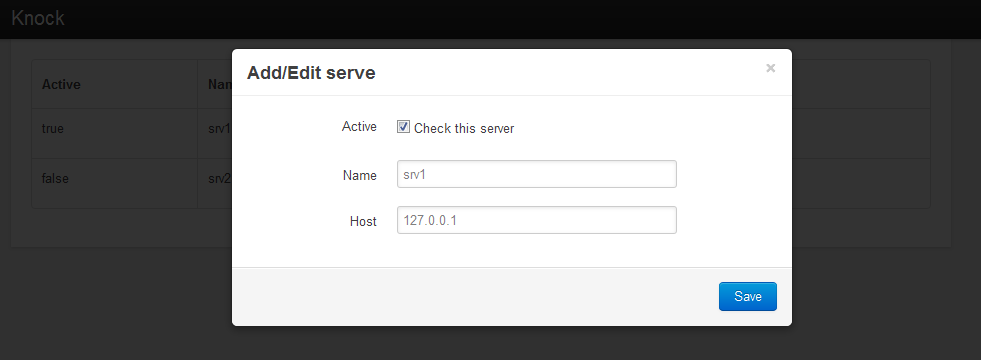 Knock
Add/Edit serve
×
Active
Nam
Active
Check this server
true
srv1
Name
srv1
false
srv2
Host
127.0.0.1
Save